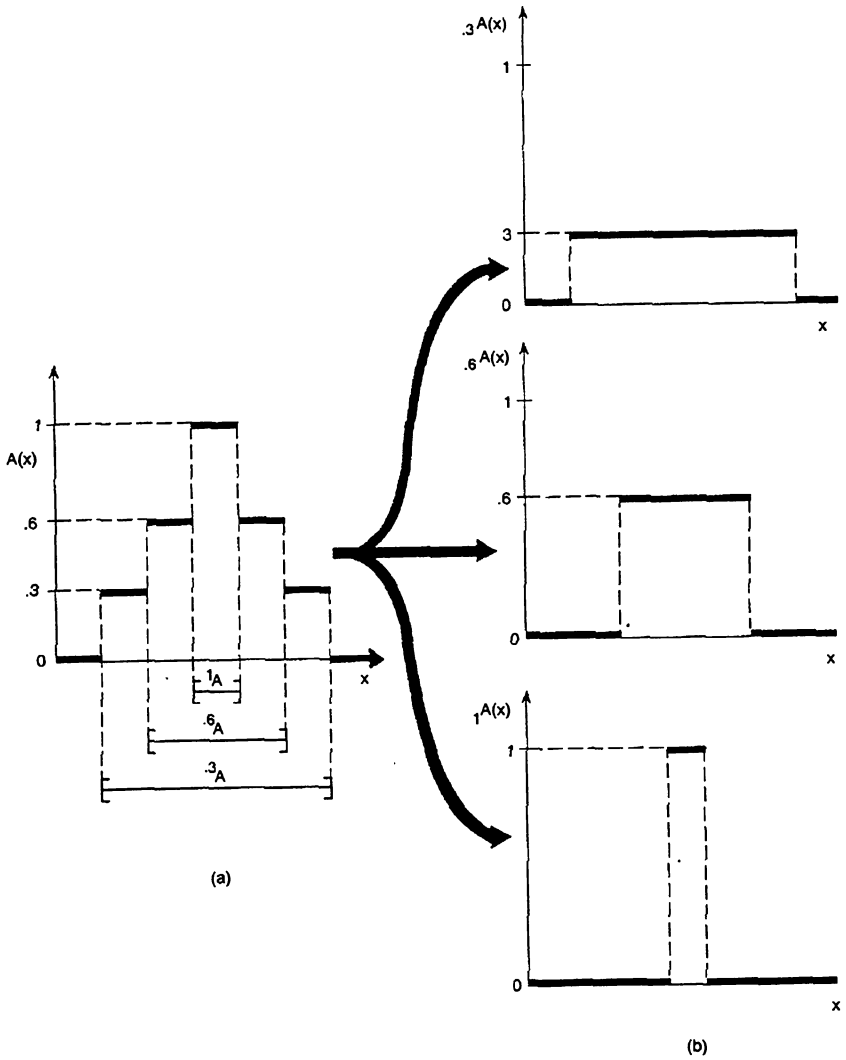 1
A(x)
.6
.3
0
x
1A
.6A
.3A
(a)
.3A(x)
1
3
0
x
.6A(x)
1
.6
0
x
1A(x)
1
0
x
(b)